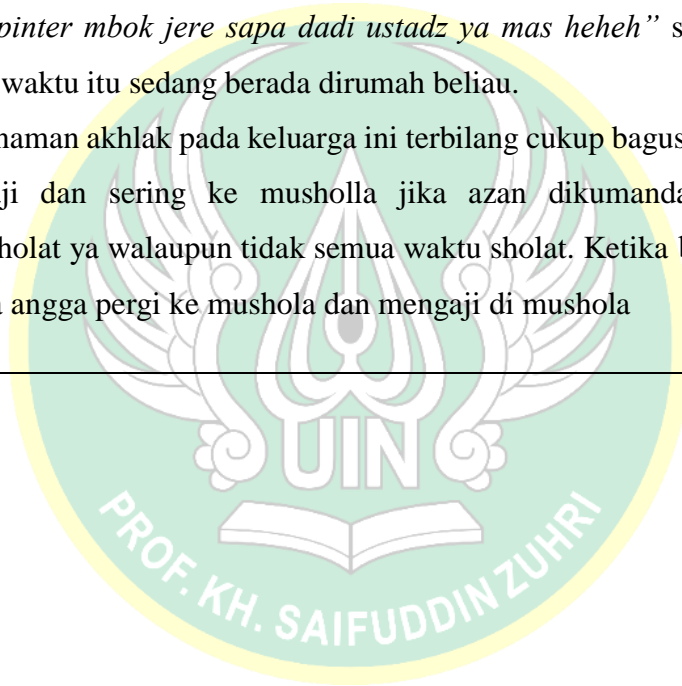 pinter mbok jere sapa dadi ustadz ya mas heheh” s
waktu itu sedang berada dirumah beliau.
naman akhlak pada keluarga ini terbilang cukup bagus
ji dan sering ke musholla jika azan dikumanda
holat ya walaupun tidak semua waktu sholat. Ketika b
a angga pergi ke mushola dan mengaji di mushola
UIN
PROF. KH. SAIFUDDIN ZUHRI